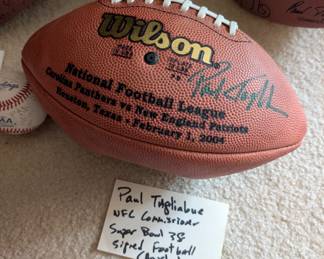 Wilson
National Football League
Carolina Panthers vs New England Patriots
Houston, Texas - February 1, 2004
Paul Tagliabue
NFL Commissioner
Super Bowl 38
Signed Football